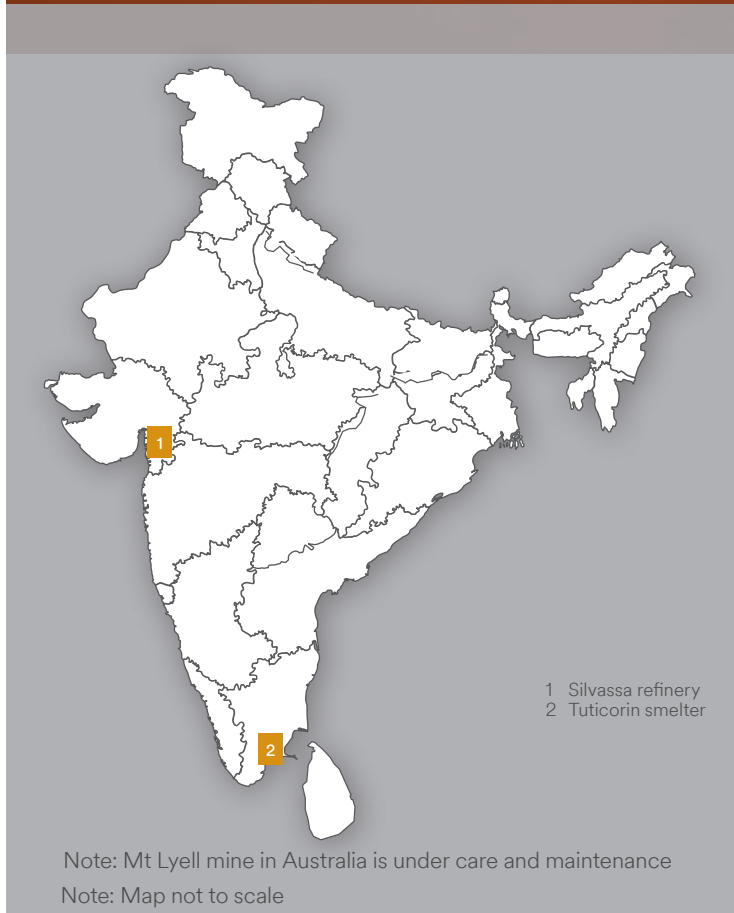 1
2
1 Silvassa refinery
2 Tuticorin smelter
Note: Mt Lyell mine in Australia is under care and maintenance
Note: Map not to scale